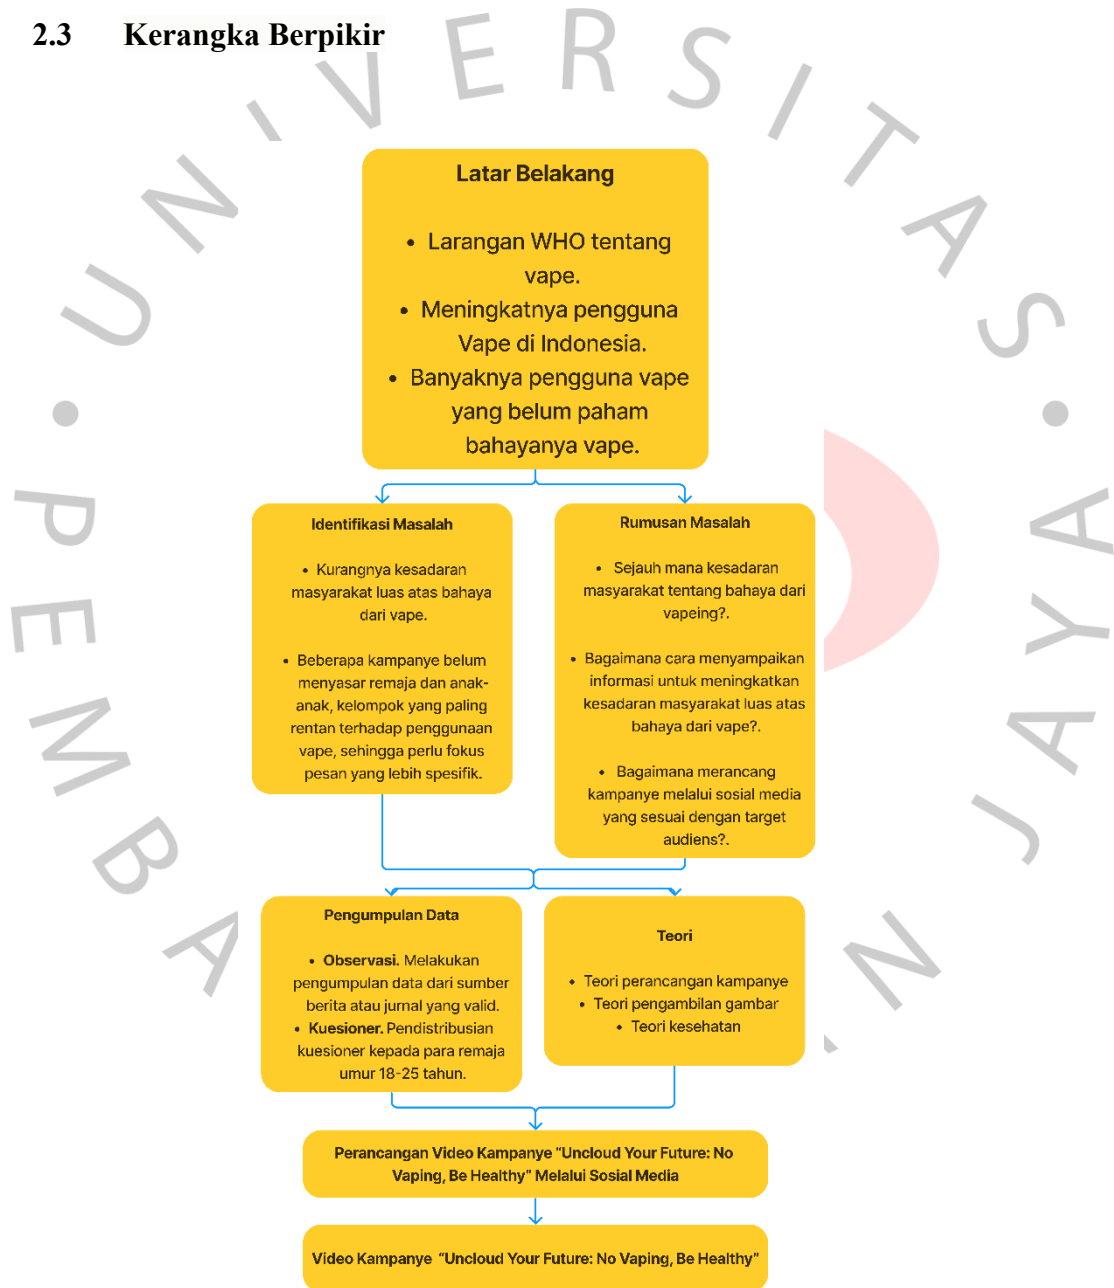 2.3 Kerangka Berpikir
UNIVERSITAS
PEMBANGUNAN JAYA
Latar Belakang
• Larangan WHO tentang
vape.
• Meningkatnya pengguna
Vape di Indonesia.
• Banyaknya pengguna vape
yang belum paham
bahayanya vape.
Identifikasi Masalah
• Kurangnya kesadaran
masyarakat luas atas bahaya
dari vape.
• Beberapa kampanye belum
menyasar remaja dan anak-
anak, kelompok yang paling
rentan terhadap penggunaan
vape, sehingga perlu fokus
pesan yang lebih spesifik.
Rumusan Masalah
• Sejauh mana kesadaran
masyarakat tentang bahaya dari
vapeing?.
• Bagaimana cara menyampaikan
informasi untuk meningkatkan
kesadaran masyarakat luas atas
bahaya dari vape?.
• Bagaimana merancang
kampanye melalui sosial media
yang sesuai dengan target
audiens?.
Pengumpulan Data
• Observasi. Melakukan
pengumpulan data dari sumber
berita atau jurnal yang valid.
• Kuesioner. Pendistribusian
kuesioner kepada para remaja
umur 18-25 tahun.
Teori
• Teori perancangan kampanye
• Teori pengambilan gambar
• Teori kesehatan
Perancangan Video Kampanye “Uncloud Your Future: No
Vaping, Be Healthy” Melalui Sosial Media
Video Kampanye “Uncloud Your Future: No Vaping, Be Healthy”